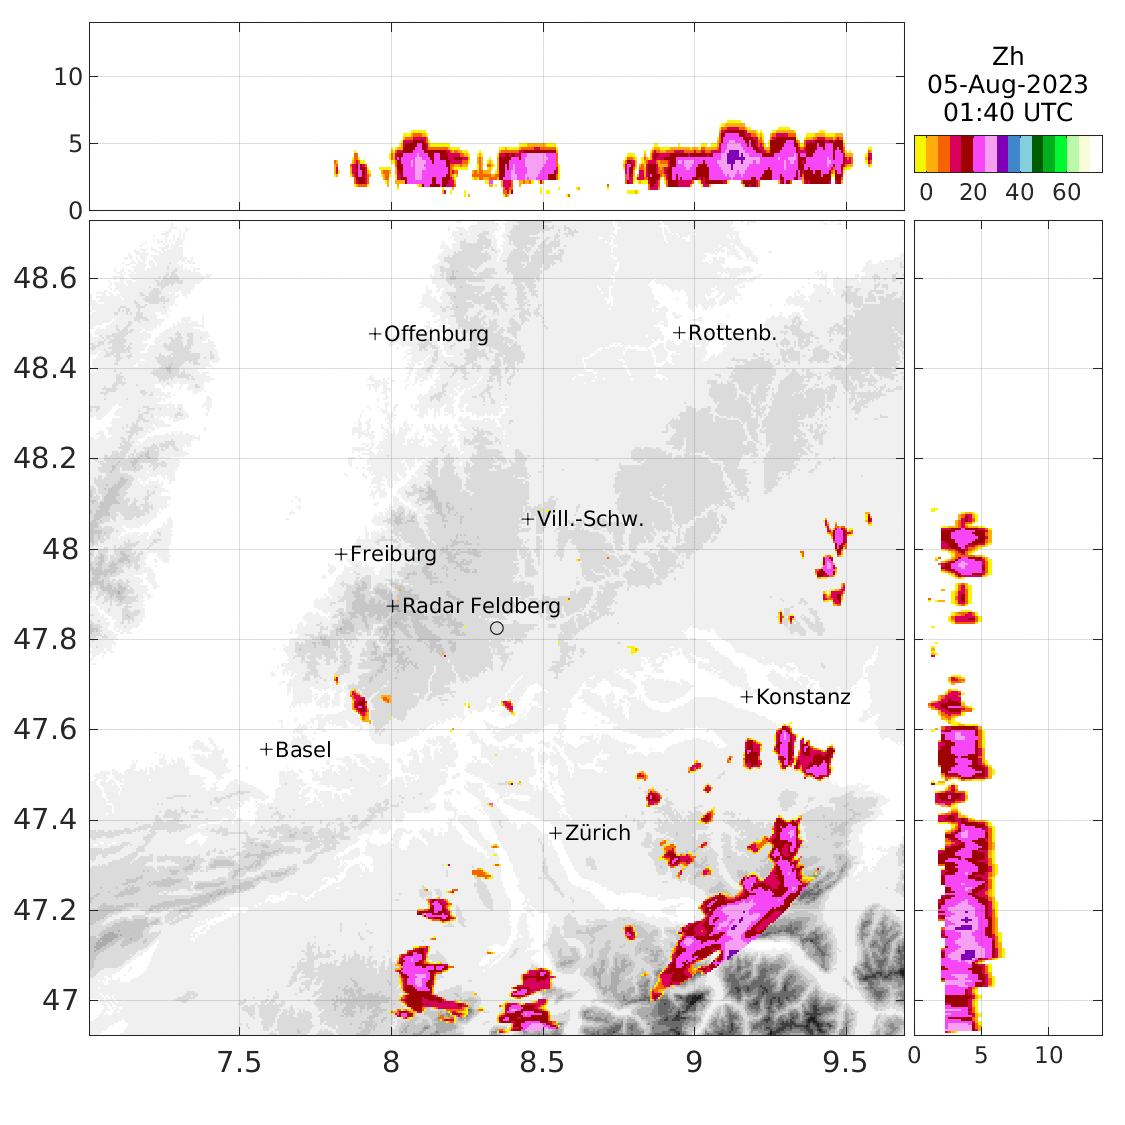 Zh
05-Aug-2023
01:40 UTC
10
5
0
0 20 40 60
48.6
+Offenburg +Rottenb.
48.4
48.2
+Vill.-Schw.
48
+Freiburg
+Radar Feldberg
47.8
+Konstanz
47.6
+Basel
47.4
+Zürich
47.2
47
7.5 8 8.5 9 9.5
0 5 10